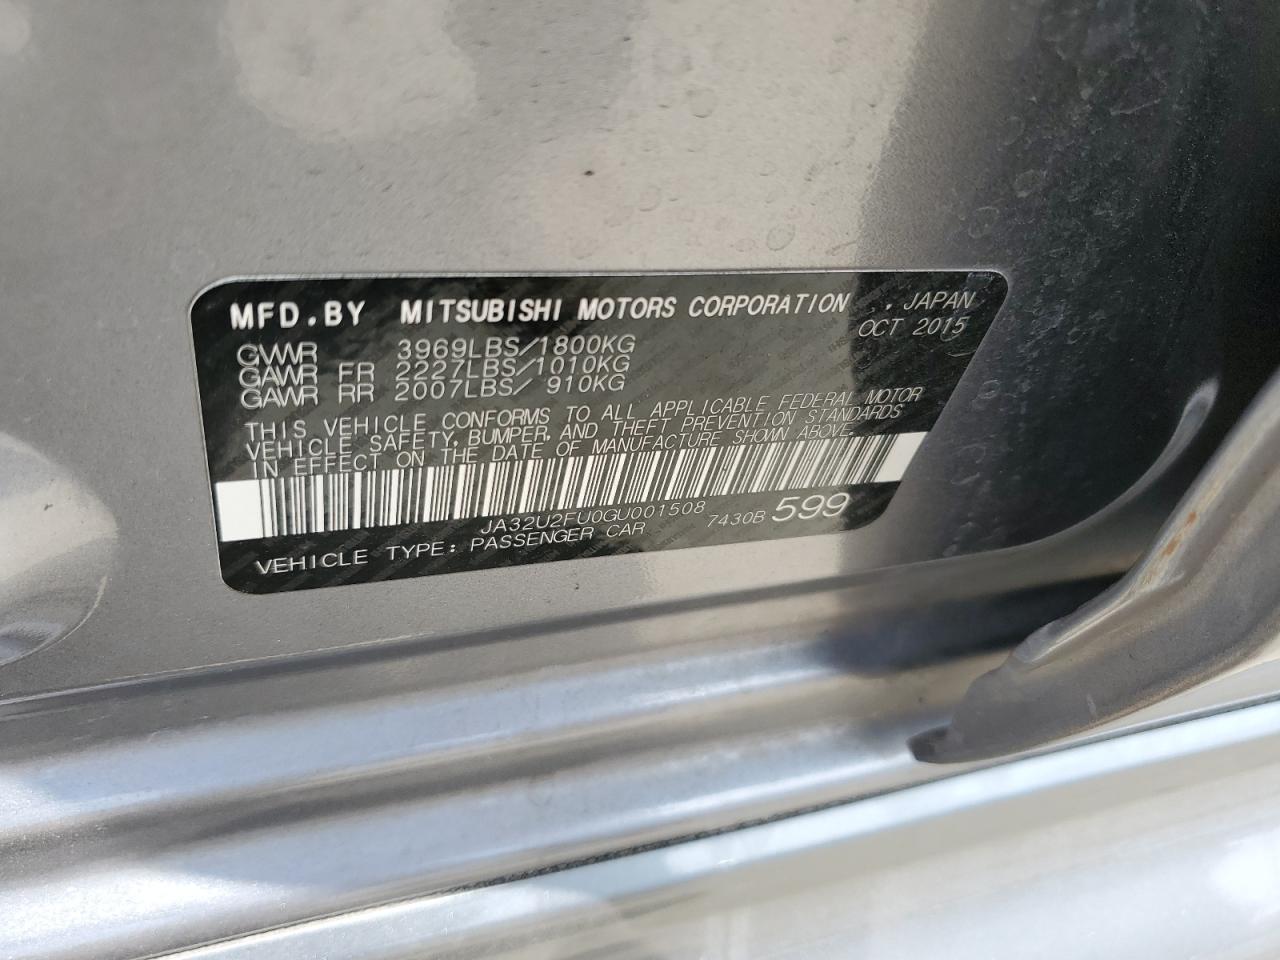 MFD.BY MITSUBISHI MOTORS CORPORATION , JAPAN
OCT 2015
GVWR 3969LBS/1800KG
GAWR FR 2227LBS/1010KG
GAWR RR 2007LBS/ 910KG
THIS VEHICLE CONFORMS TO ALL APPLICABLE FEDERAL MOTOR
VEHICLE SAFETY, BUMPER, AND THEFT PREVENTION STANDARDS
IN EFFECT ON THE DATE OF MANUFACTURE SHOWN ABOVE.
JA32U2FU0GU001508
VEHICLE TYPE: PASSENGER CAR 7430B 599